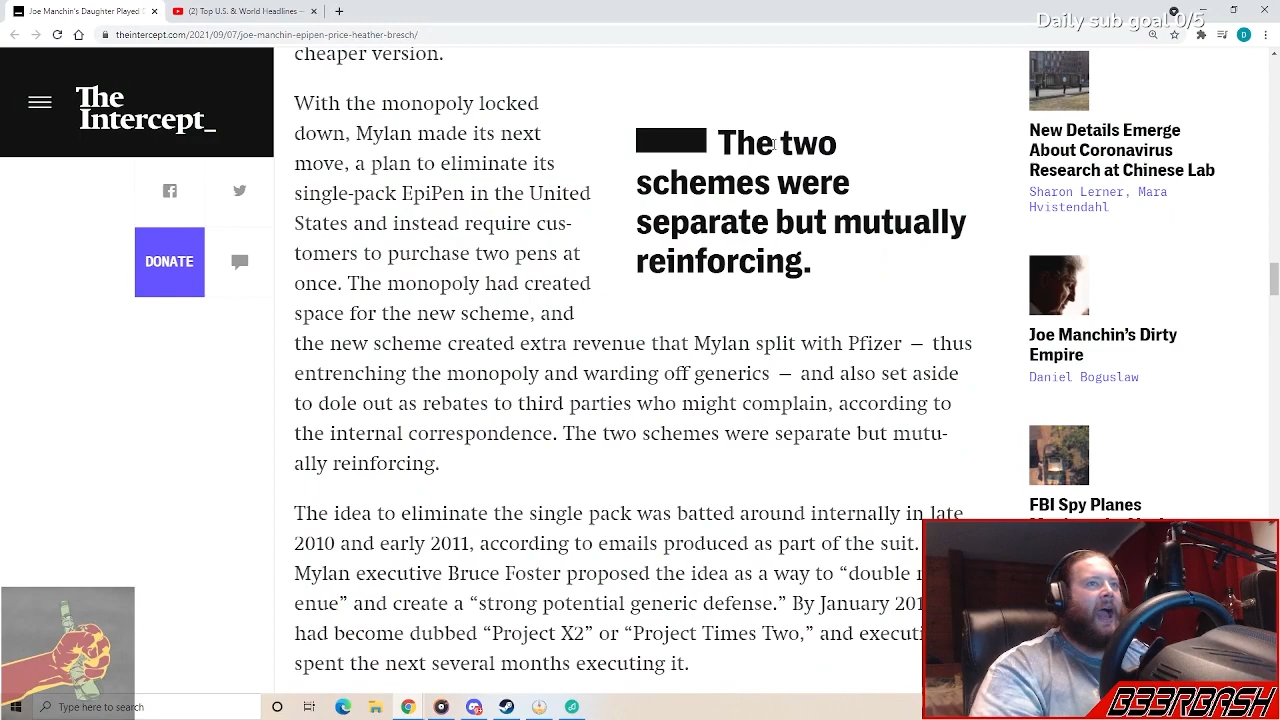 Joe Manchin's Daughter Played D
(2) Top U.S. & World Headlines —
Daily sub goal 0/5
theintercept.com/2021/09/07/joe-manchin-epipen-price-heather-bresch/
D
The
Intercept_
DONATE
cheaper version.
With the monopoly locked
down, Mylan made its next
move, a plan to eliminate its
single-pack EpiPen in the United
States and instead require cus-
tomers to purchase two pens at
once. The monopoly had created
space for the new scheme, and
the new scheme created extra revenue that Mylan split with Pfizer — thus
entrenching the monopoly and warding off generics — and also set aside
to dole out as rebates to third parties who might complain, according to
the internal correspondence. The two schemes were separate but mutu-
ally reinforcing.
The two
schemes were
separate but mutually
reinforcing.
The idea to eliminate the single pack was batted around internally in late
2010 and early 2011, according to emails produced as part of the suit.
Mylan executive Bruce Foster proposed the idea as a way to “double
enue” and create a “strong potential generic defense.” By January
had become dubbed “Project X2” or “Project Times Two,” and
spent the next several months executing it.
New Details Emerge
About Coronavirus
Research at Chinese Lab
Sharon Lerner, Mara
Hvistendahl
Joe Manchin’s Dirty
Empire
Daniel Boguslaw
FBI Spy Planes
B33RBASH
Type here to search